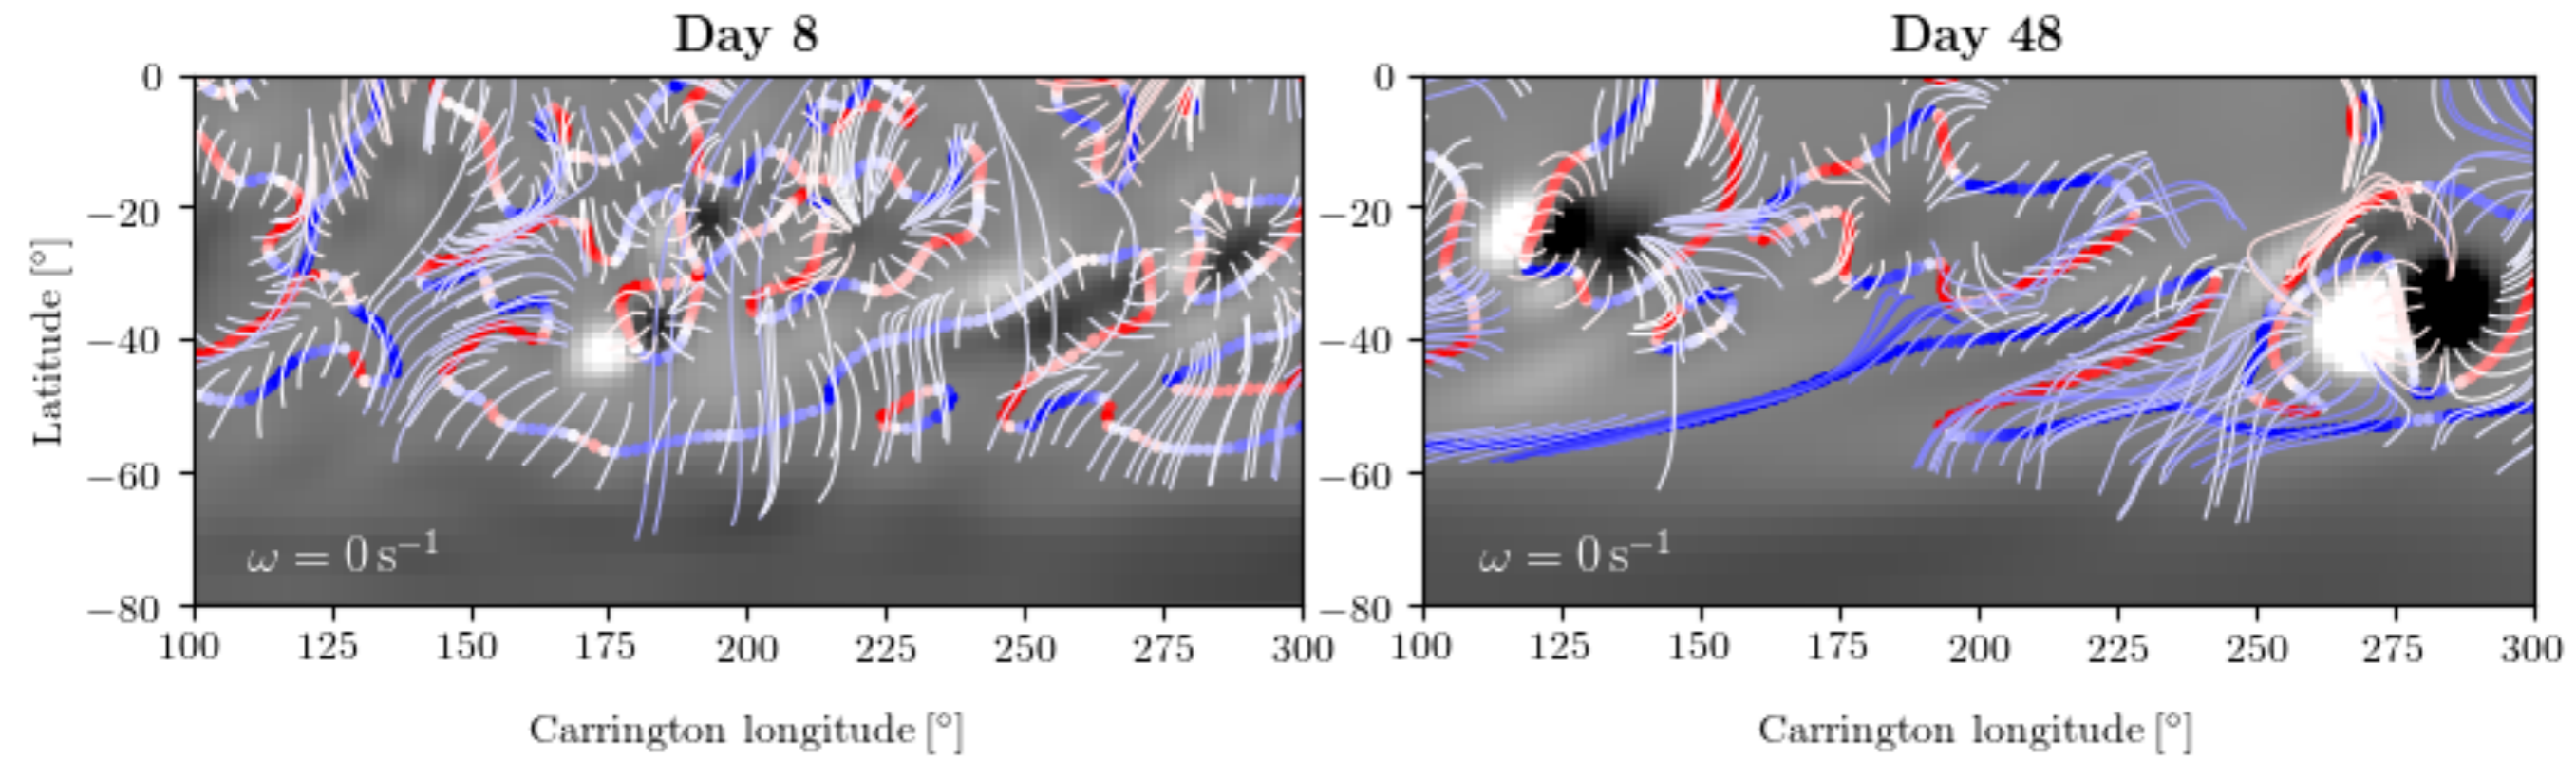 Day 8
Day 48
0
−20
−40
−60
−80
Latitude [°]
ω = 0 s⁻¹
100 125 150 175 200 225 250 275 300
Carrington longitude [°]
0
−20
−40
−60
−80
ω = 0 s⁻¹
100 125 150 175 200 225 250 275 300
Carrington longitude [°]